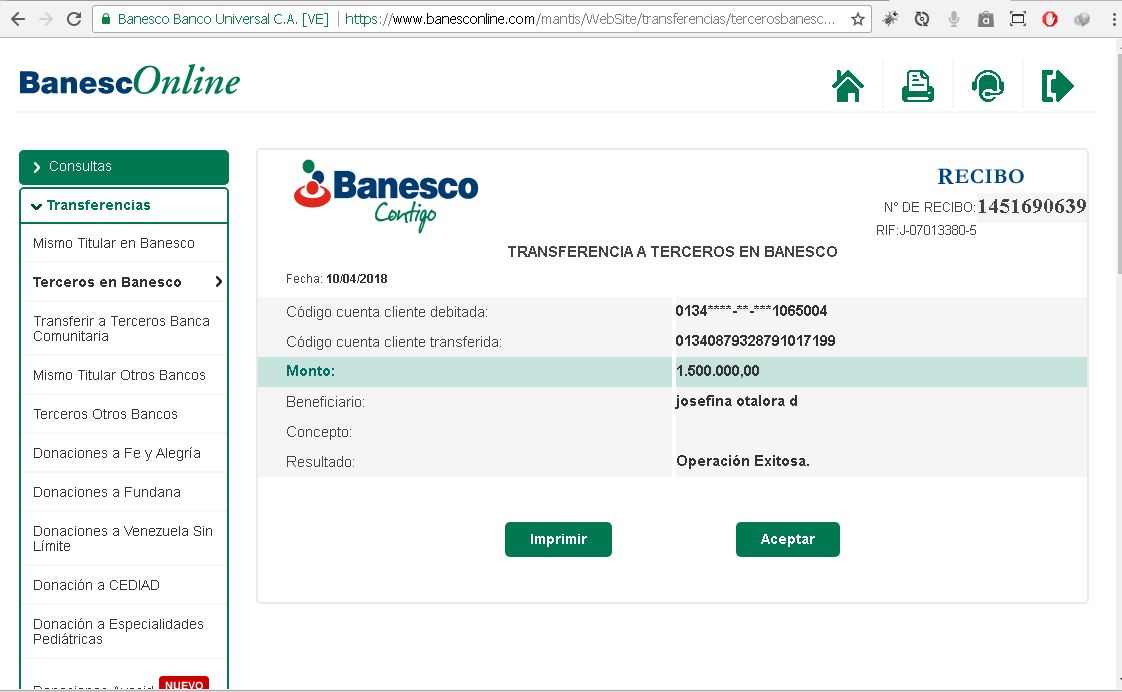 Banesco Banco Universal C.A. [VE] | https://www.banesconline.com/mantis/WebSite/transferencias/tercerosbanesc...
BanescOnline
Consultas
Transferencias
Mismo Titular en Banesco
Terceros en Banesco
Transferir a Terceros Banca
Comunitaria
Mismo Titular Otros Bancos
Terceros Otros Bancos
Donaciones a Fe y Alegría
Donaciones a Fundana
Donaciones a Venezuela Sin
Límite
Donación a CEDIAD
Donación a Especialidades
Pediátricas
Donaciones NUEVO
Banesco
Contigo
RECIBO
N° DE RECIBO: 1451690639
RIF:J-07013380-5
TRANSFERENCIA A TERCEROS EN BANESCO
Fecha: 10/04/2018
Código cuenta cliente debitada: 0134****-**-***1065004
Código cuenta cliente transferida: 01340879328791017199
Monto: 1.500.000,00
Beneficiario: josefina otalora d
Concepto:
Resultado: Operación Exitosa.
Imprimir Aceptar